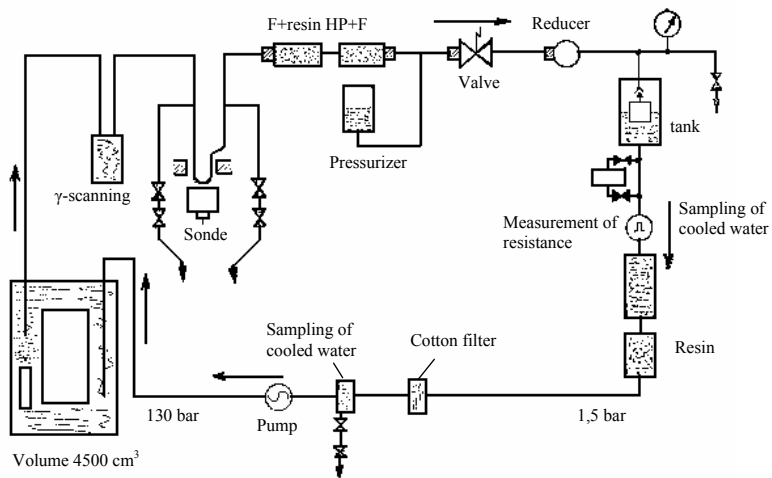 F+resin HP+F
Reducer
Valve
tank
Pressurizer
γ-scanning
Sonde
Measurement of
resistance
Sampling of
cooled water
Sampling of
cooled water
Cotton filter
Resin
130 bar
Pump
1,5 bar
Volume 4500 cm³